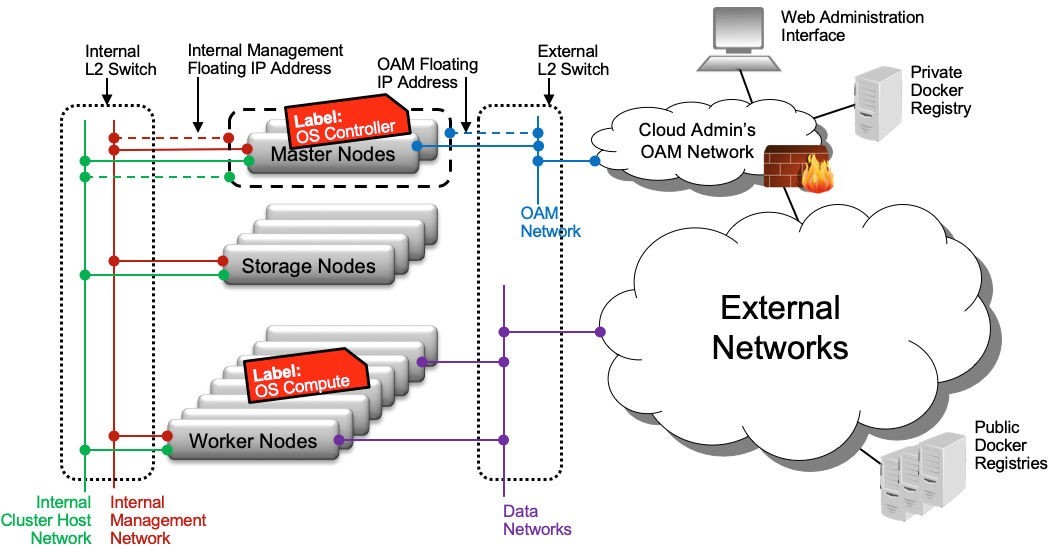 Internal
L2 Switch
Internal Management
Floating IP Address
OAM Floating
IP Address
External
L2 Switch
Web Administration
Interface
Private
Docker
Registry
Label:
OS Controller
Master Nodes
Cloud Admin's
OAM Network
OAM
Network
Storage Nodes
External
Networks
Label:
OS Compute
Worker Nodes
Public
Docker
Registries
Internal
Cluster Host
Network
Internal
Management
Network
Data
Networks